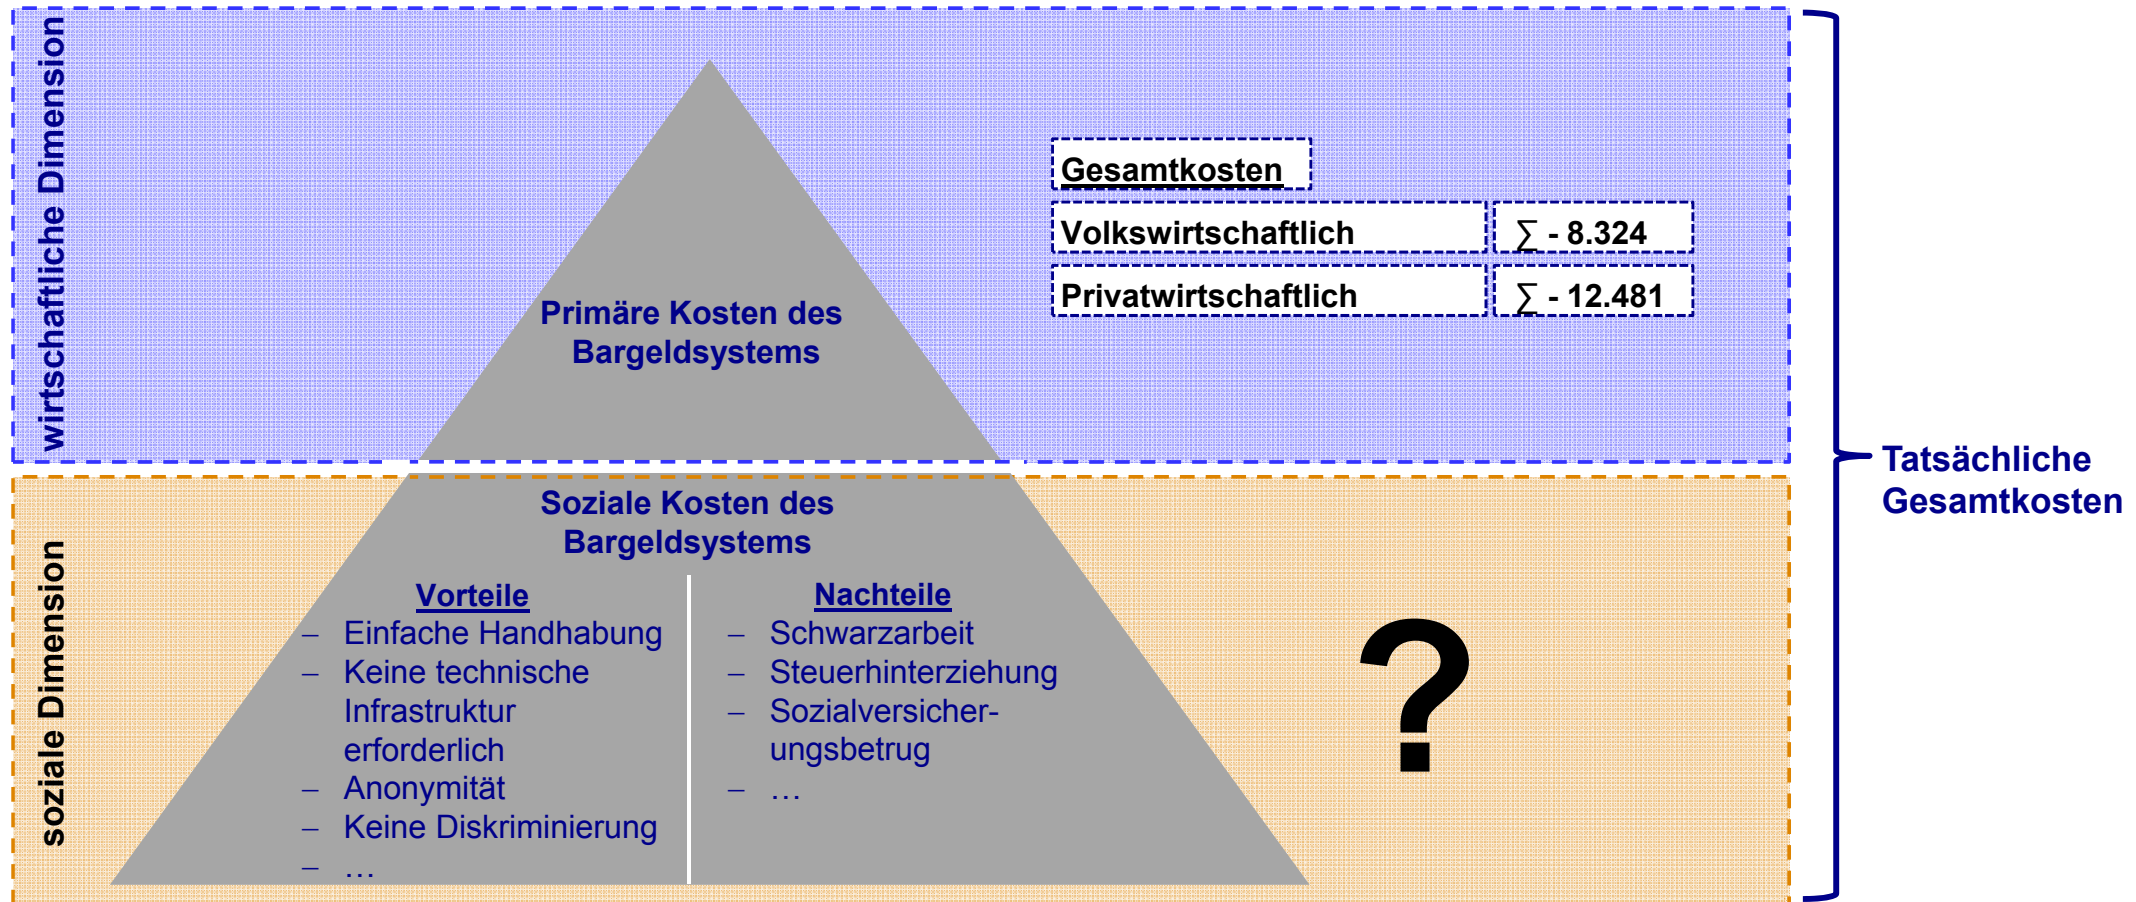 wirtschaftliche Dimension
Primäre Kosten des
Bargeldsystems
Gesamtkosten
Volkswirtschaftlich ∑ - 8.324
Privatwirtschaftlich ∑ - 12.481
soziale Dimension
Soziale Kosten des
Bargeldsystems
Vorteile
– Einfache Handhabung
– Keine technische
Infrastruktur
erforderlich
– Anonymität
– Keine Diskriminierung
– …
Nachteile
– Schwarzarbeit
– Steuerhinterziehung
– Sozialversicher-
ungsbetrug
– …
?
Tatsächliche
Gesamtkosten